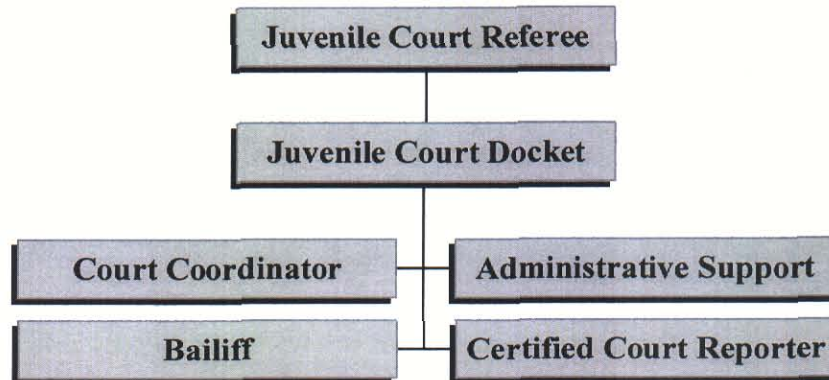 Juvenile Court Referee
Juvenile Court Docket
Court Coordinator
Administrative Support
Bailiff
Certified Court Reporter